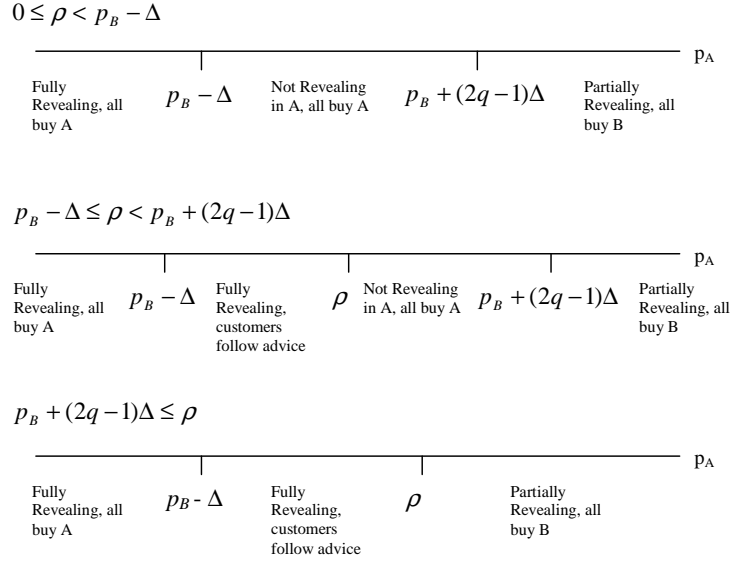 0 ≤ ρ < p_B − Δ
p_A
Fully
Revealing, all
buy A
p_B − Δ
Not Revealing
in A, all buy A
p_B + (2q −1)Δ
Partially
Revealing, all
buy B
p_B − Δ ≤ ρ < p_B + (2q −1)Δ
p_A
Fully
Revealing, all
buy A
p_B − Δ
Fully
Revealing,
customers
follow advice
ρ
Not Revealing
in A, all buy A
p_B + (2q −1)Δ
Partially
Revealing, all
buy B
p_B + (2q −1)Δ ≤ ρ
p_A
Fully
Revealing, all
buy A
p_B - Δ
Fully
Revealing,
customers
follow advice
ρ
Partially
Revealing, all
buy B